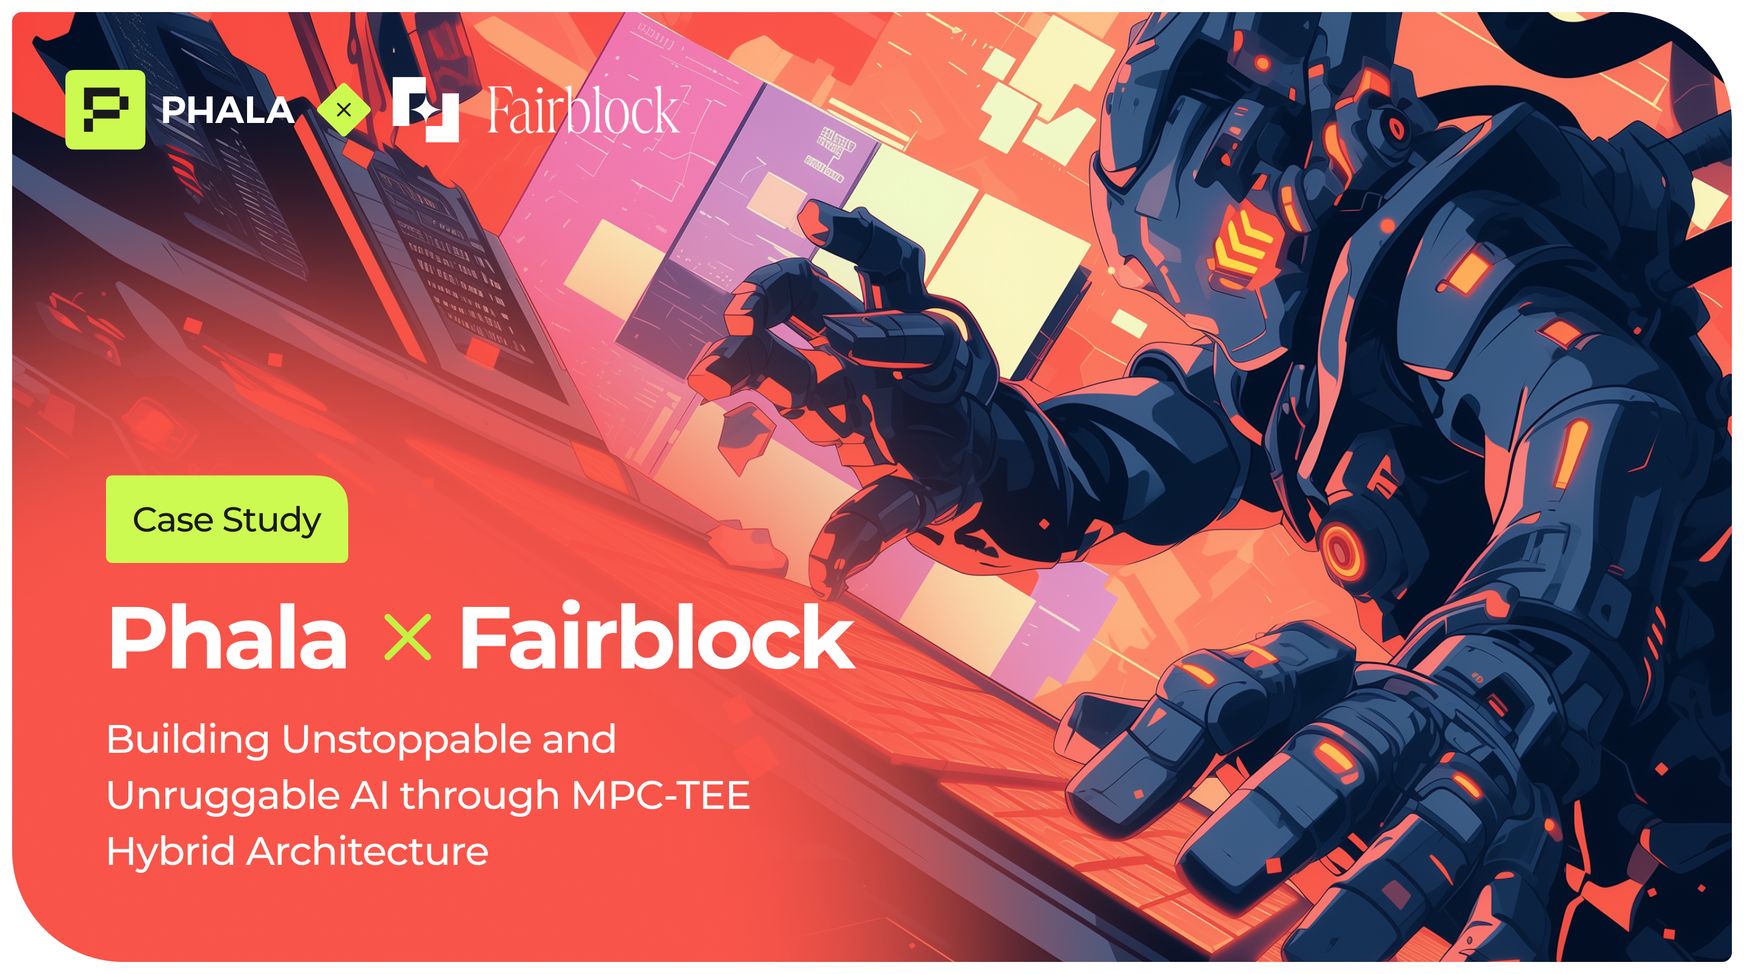 PHALA × Fairblock
Case Study
Phala × Fairblock
Building Unstoppable and
Unruggable AI through MPC-TEE
Hybrid Architecture